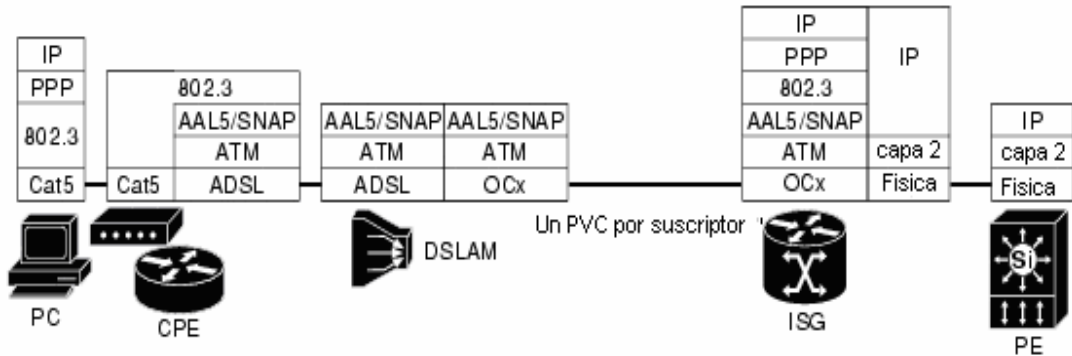 IP
PPP
802.3
Cat5
802.3
AAL5/SNAP
ATM
Cat5
ADSL
AAL5/SNAP
AAL5/SNAP
ATM
ATM
ADSL
OCx
IP
PPP
802.3
AAL5/SNAP
ATM
OCx
IP
capa 2
Fisica
IP
capa 2
Fisica
Un PVC por suscriptor "
DSLAM
Si
PC
CPE
ISG
PE